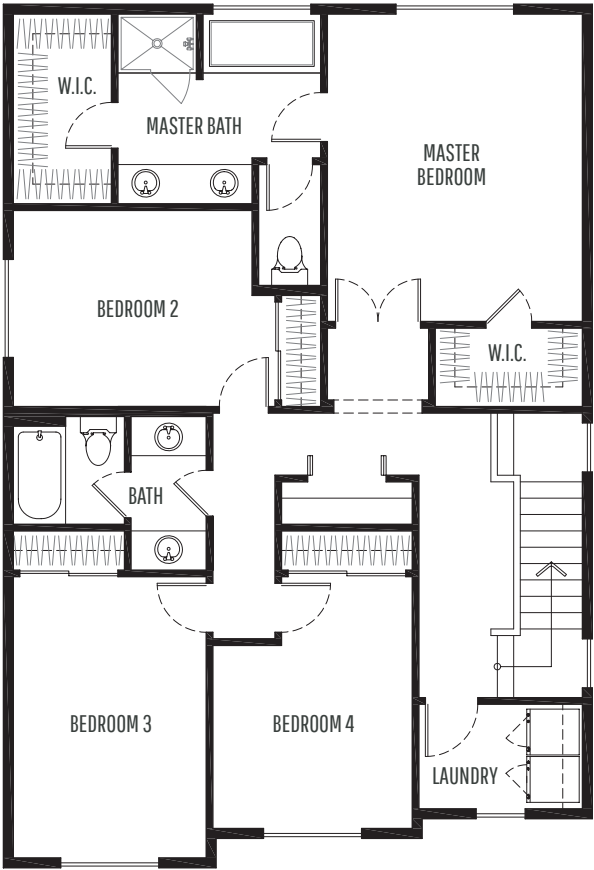 W.I.C.
MASTER BATH
MASTER
BEDROOM
BEDROOM 2
W.I.C.
BATH
BEDROOM 3
BEDROOM 4
LAUNDRY